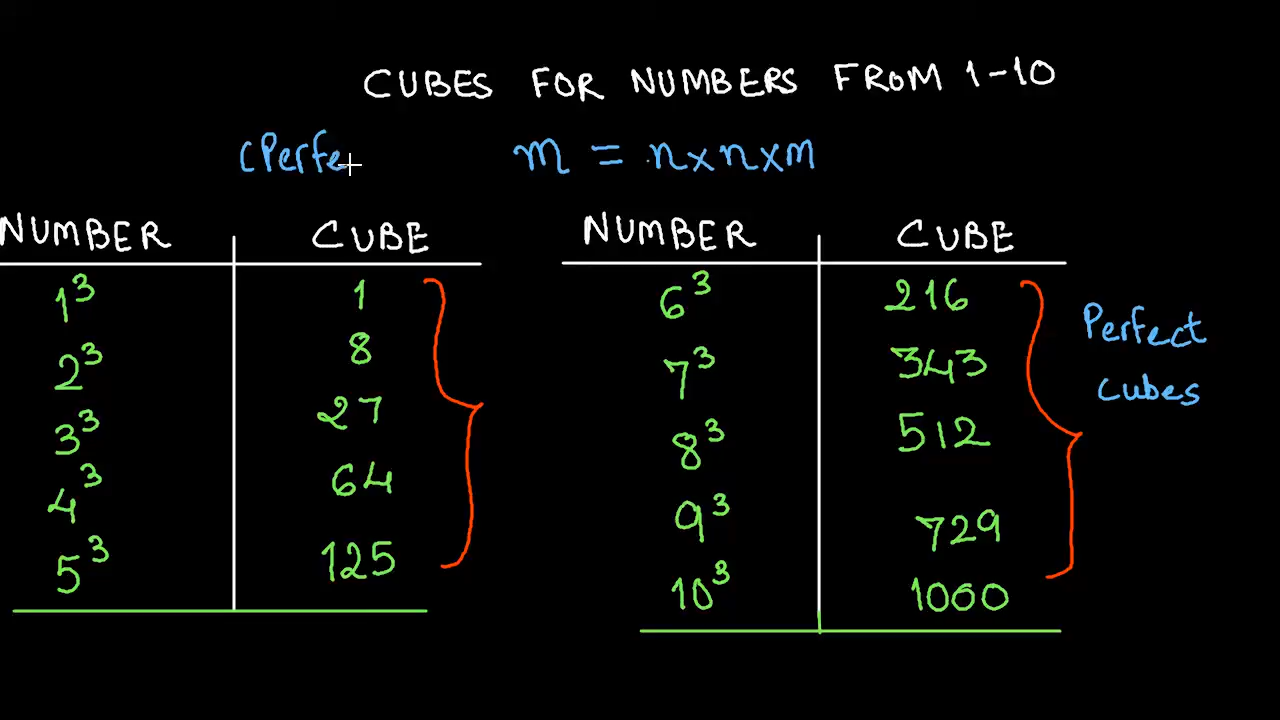 CUBES FOR NUMBERS FROM 1-10
(Perfe m = n×n×m
NUMBER CUBE NUMBER CUBE
1³ 1 6³ 216
2³ 8 7³ 343
3³ 27 8³ 512
4³ 64 9³ 729
5³ 125 10³ 1000
Perfect
cubes